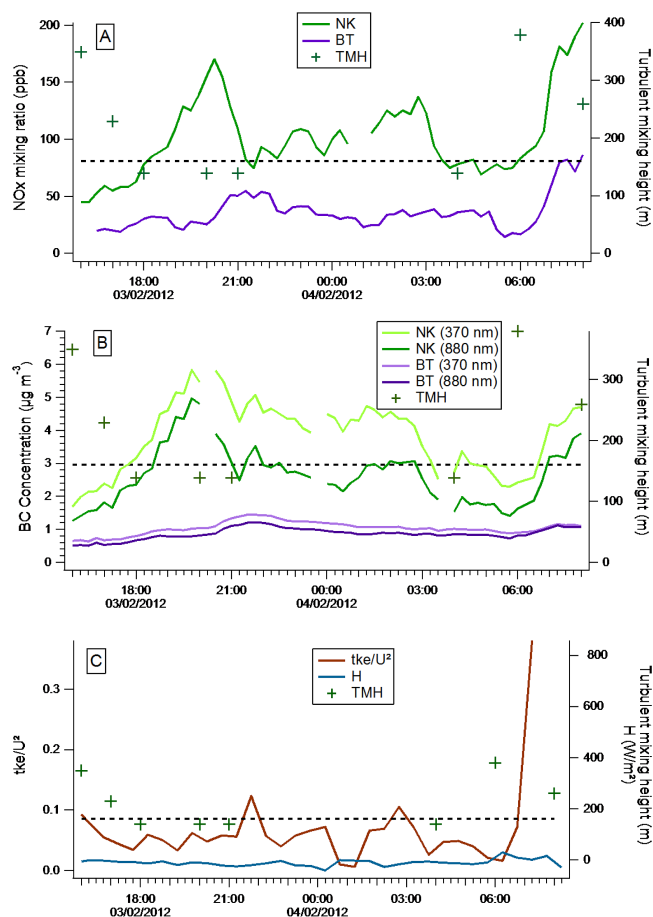 A
NK
BT
TMH
NOx mixing ratio (ppb)
200
150
100
50
0
Turbulent mixing height (m)
400
300
200
100
0
18:00
03/02/2012
21:00
00:00
04/02/2012
03:00
06:00
B
NK (370 nm)
NK (880 nm)
BT (370 nm)
BT (880 nm)
TMH
BC Concentration (µg m⁻³)
7
6
5
4
3
2
1
0
Turbulent mixing height (m)
300
200
100
0
18:00
03/02/2012
21:00
00:00
04/02/2012
03:00
06:00
C
tke/U²
H
TMH
tke/U²
0.3
0.2
0.1
0.0
Turbulent mixing height (m)
H (W/m²)
800
600
400
200
0
18:00
03/02/2012
21:00
00:00
04/02/2012
03:00
06:00